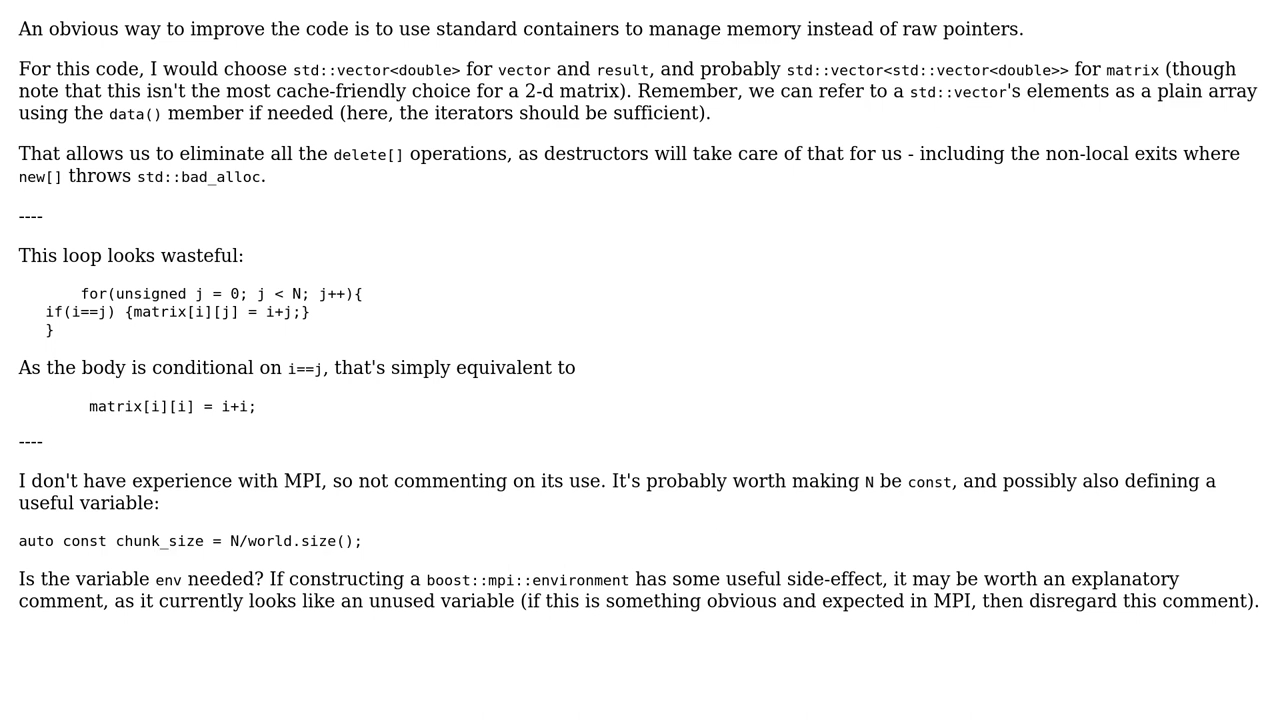 An obvious way to improve the code is to use standard containers to manage memory instead of raw pointers.
For this code, I would choose std::vector<double> for vector and result, and probably std::vector<std::vector<double>> for matrix (though
note that this isn't the most cache-friendly choice for a 2-d matrix). Remember, we can refer to a std::vector's elements as a plain array
using the data() member if needed (here, the iterators should be sufficient).
That allows us to eliminate all the delete[] operations, as destructors will take care of that for us - including the non-local exits where
new[] throws std::bad_alloc.
----
This loop looks wasteful:
       for(unsigned j = 0; j < N; j++){
   if(i==j) {matrix[i][j] = i+j;}
   }
As the body is conditional on i==j, that's simply equivalent to
        matrix[i][i] = i+i;
----
I don't have experience with MPI, so not commenting on its use. It's probably worth making N be const, and possibly also defining a
useful variable:
auto const chunk_size = N/world.size();
Is the variable env needed? If constructing a boost::mpi::environment has some useful side-effect, it may be worth an explanatory
comment, as it currently looks like an unused variable (if this is something obvious and expected in MPI, then disregard this comment).